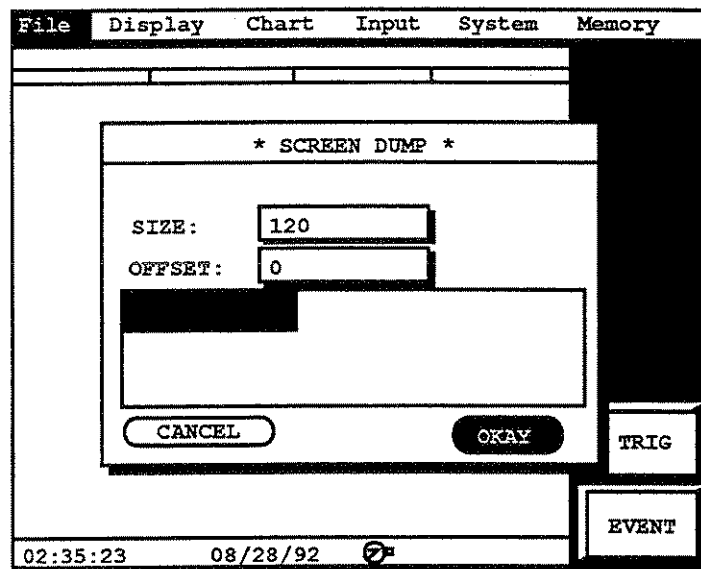 File Display Chart Input System Memory
* SCREEN DUMP *
SIZE: 120
OFFSET: 0
CANCEL OKAY
TRIG
EVENT
02:35:23 08/28/92